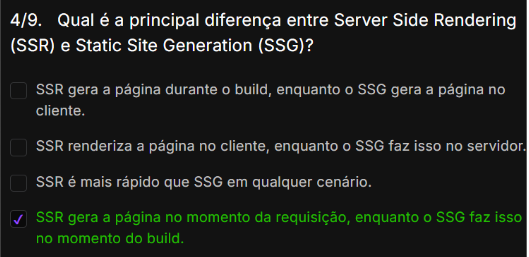 4/9. Qual é a principal diferença entre Server Side Rendering
(SSR) e Static Site Generation (SSG)?
SSR gera a página durante o build, enquanto o SSG gera a página no
cliente.
SSR renderiza a página no cliente, enquanto o SSG faz isso no servidor.
SSR é mais rápido que SSG em qualquer cenário.
SSR gera a página no momento da requisição, enquanto o SSG faz isso
no momento do build.